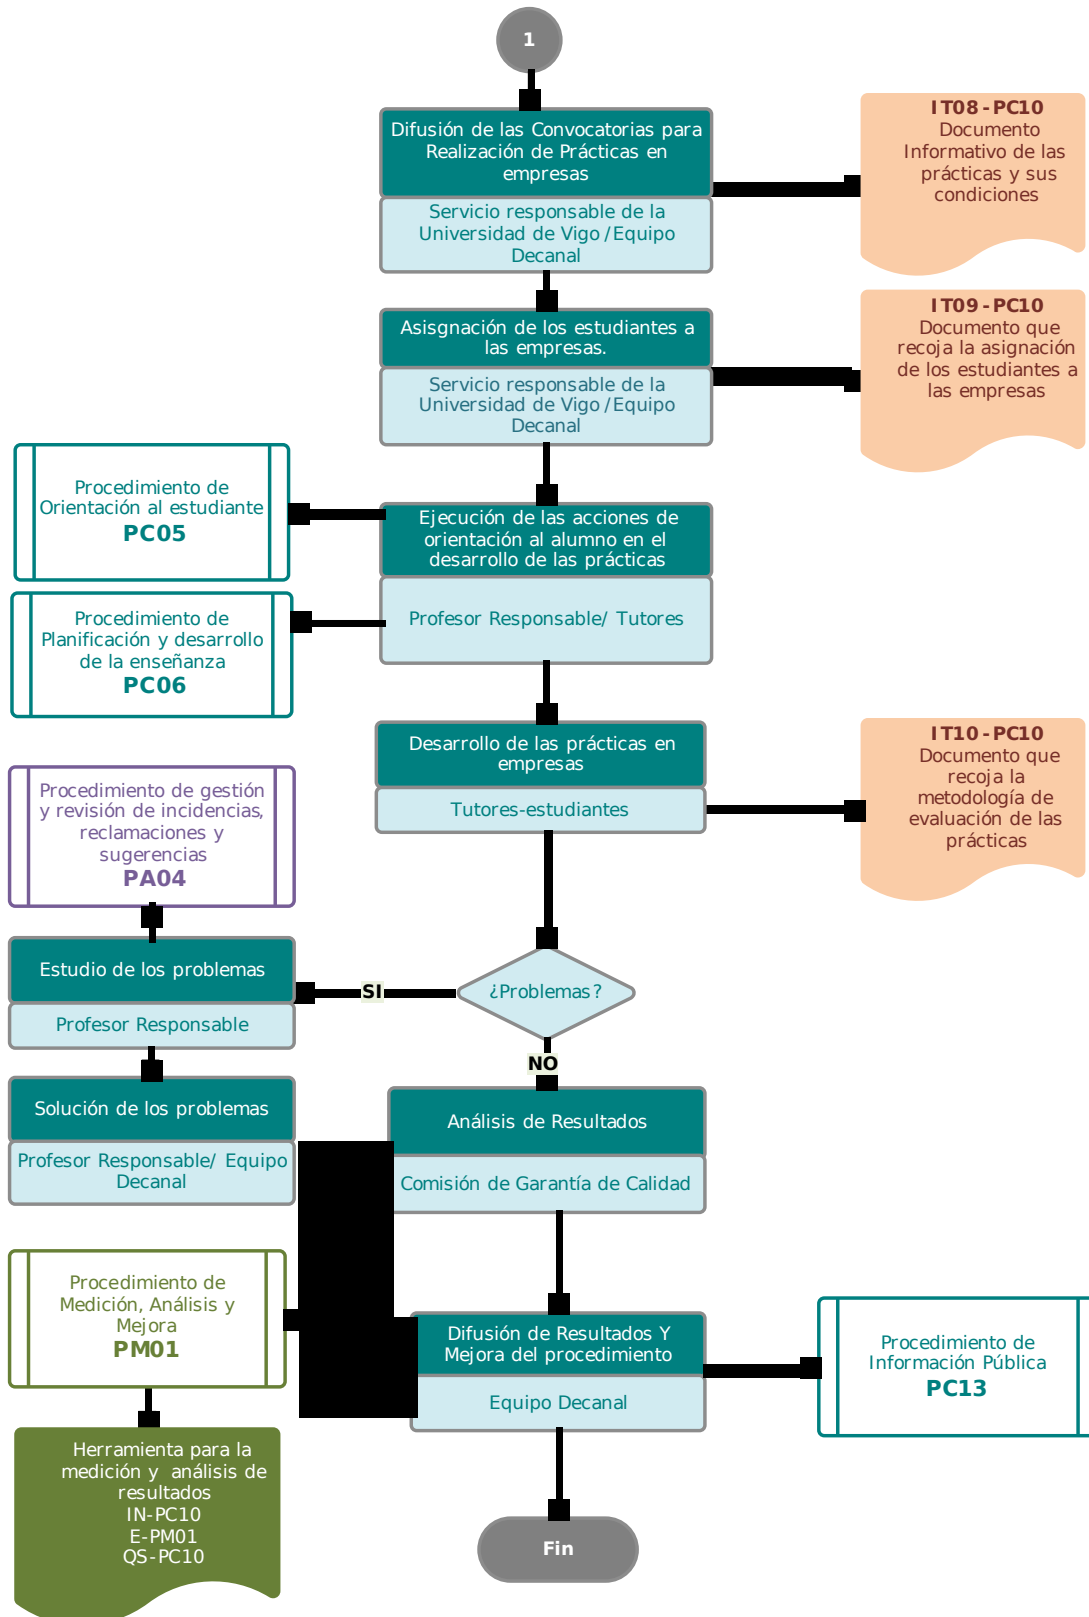 1
Difusión de las Convocatorias para
Realización de Prácticas en
empresas
Servicio responsable de la
Universidad de Vigo /Equipo
Decanal
IT08-PC10
Documento
Informativo de las
prácticas y sus
condiciones
Asisgnación de los estudiantes a
las empresas.
Servicio responsable de la
Universidad de Vigo /Equipo
Decanal
IT09-PC10
Documento que
recoja la asignación
de los estudiantes a
las empresas
Procedimiento de
Orientación al estudiante
PC05
Ejecución de las acciones de
orientación al alumno en el
desarrollo de las prácticas
Profesor Responsable/ Tutores
Procedimiento de
Planificación y desarrollo
de la enseñanza
PC06
Desarrollo de las prácticas en
empresas
Tutores-estudiantes
IT10-PC10
Documento que
recoja la
metodología de
evaluación de las
prácticas
Procedimiento de gestión
y revisión de incidencias,
reclamaciones y
sugerencias
PA04
¿Problemas?
SI
NO
Estudio de los problemas
Profesor Responsable
Solución de los problemas
Profesor Responsable/ Equipo
Decanal
Análisis de Resultados
Comisión de Garantía de Calidad
Procedimiento de
Medición, Análisis y
Mejora
PM01
Difusión de Resultados Y
Mejora del procedimiento
Equipo Decanal
Procedimiento de
Información Pública
PC13
Herramienta para la
medición y análisis de
resultados
IN-PC10
E-PM01
QS-PC10
Fin